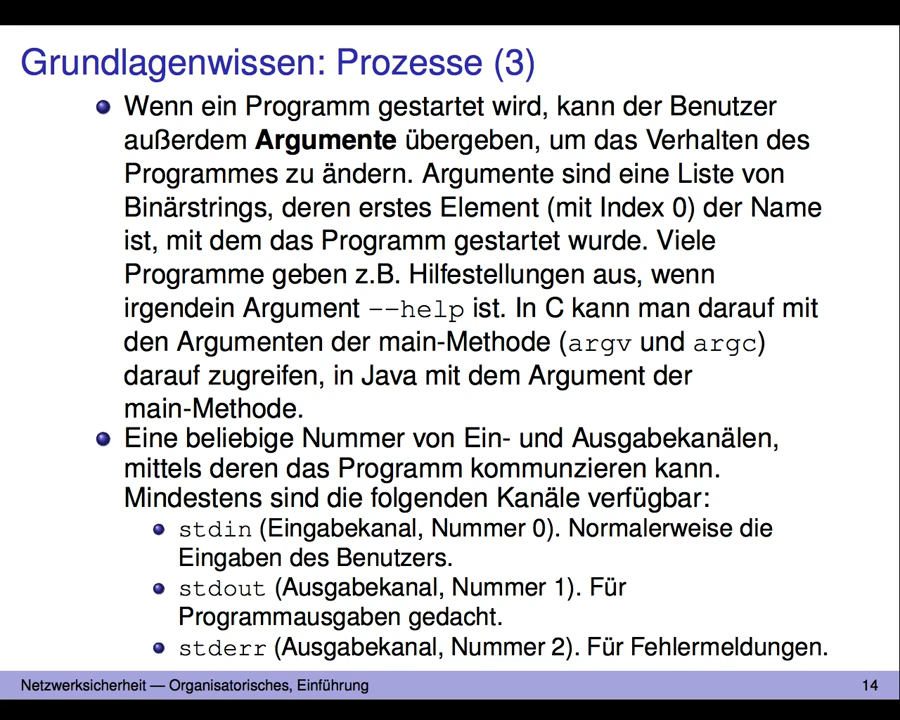 Grundlagenwissen: Prozesse (3)
Wenn ein Programm gestartet wird, kann der Benutzer
außerdem Argumente übergeben, um das Verhalten des
Programmes zu ändern. Argumente sind eine Liste von
Binärstrings, deren erstes Element (mit Index 0) der Name
ist, mit dem das Programm gestartet wurde. Viele
Programme geben z.B. Hilfestellungen aus, wenn
irgendein Argument --help ist. In C kann man darauf mit
den Argumenten der main-Methode (argv und argc)
darauf zugreifen, in Java mit dem Argument der
main-Methode.
Eine beliebige Nummer von Ein- und Ausgabekanälen,
mittels deren das Programm kommunzieren kann.
Mindestens sind die folgenden Kanäle verfügbar:
stdin (Eingabekanal, Nummer 0). Normalerweise die
Eingaben des Benutzers.
stdout (Ausgabekanal, Nummer 1). Für
Programmausgaben gedacht.
stderr (Ausgabekanal, Nummer 2). Für Fehlermeldungen.
Netzwerksicherheit — Organisatorisches, Einführung
14